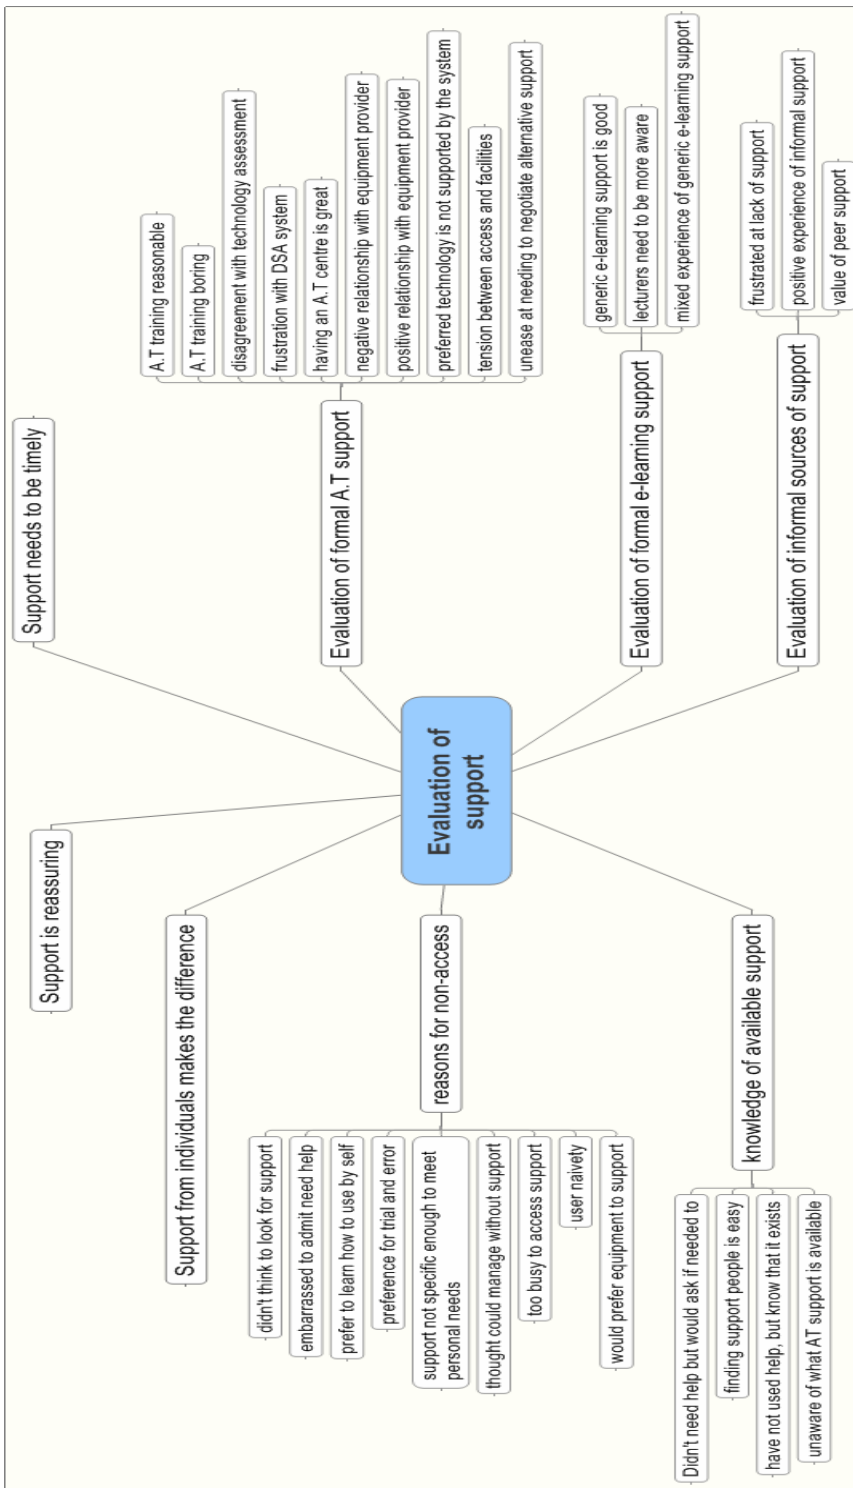 Evaluation of
support
Support needs to be timely
Evaluation of formal A.T support
A.T training reasonable
A.T training boring
disagreement with technology assessment
frustration with DSA system
having an A.T centre is great
negative relationship with equipment provider
positive relationship with equipment provider
preferred technology is not supported by the system
tension between access and facilities
unease at needing to negotiate alternative support
Evaluation of formal e-learning support
generic e-learning support is good
lecturers need to be more aware
mixed experience of generic e-learning support
Evaluation of informal sources of support
frustrated at lack of support
positive experience of informal support
value of peer support
Support is reassuring
Support from individuals makes the difference
reasons for non-access
didn't think to look for support
embarrassed to admit need help
prefer to learn how to use by self
preference for trial and error
support not specific enough to meet
personal needs
thought could manage without support
too busy to access support
user naivety
would prefer equipment to support
knowledge of available support
Didn't need help but would ask if needed to
finding support people is easy
have not used help, but know that it exists
unaware of what AT support is available